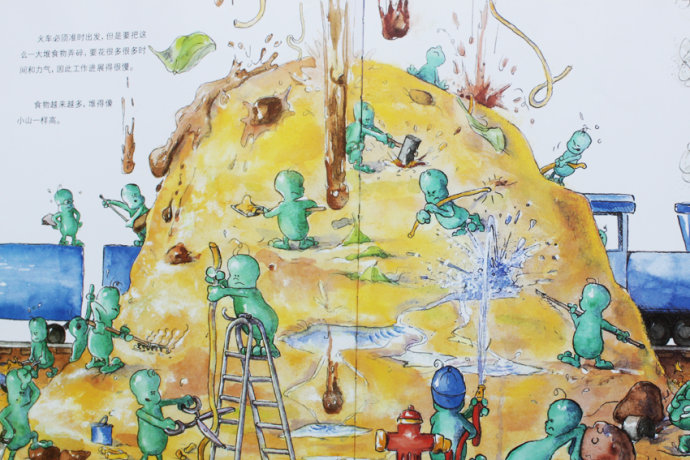 火车必须准时出发，但是要把这
么一大堆食物弄碎，要花很多很多时
间和力气，因此工作进展得很慢。
食物越来越多，堆得像
小山一样高。